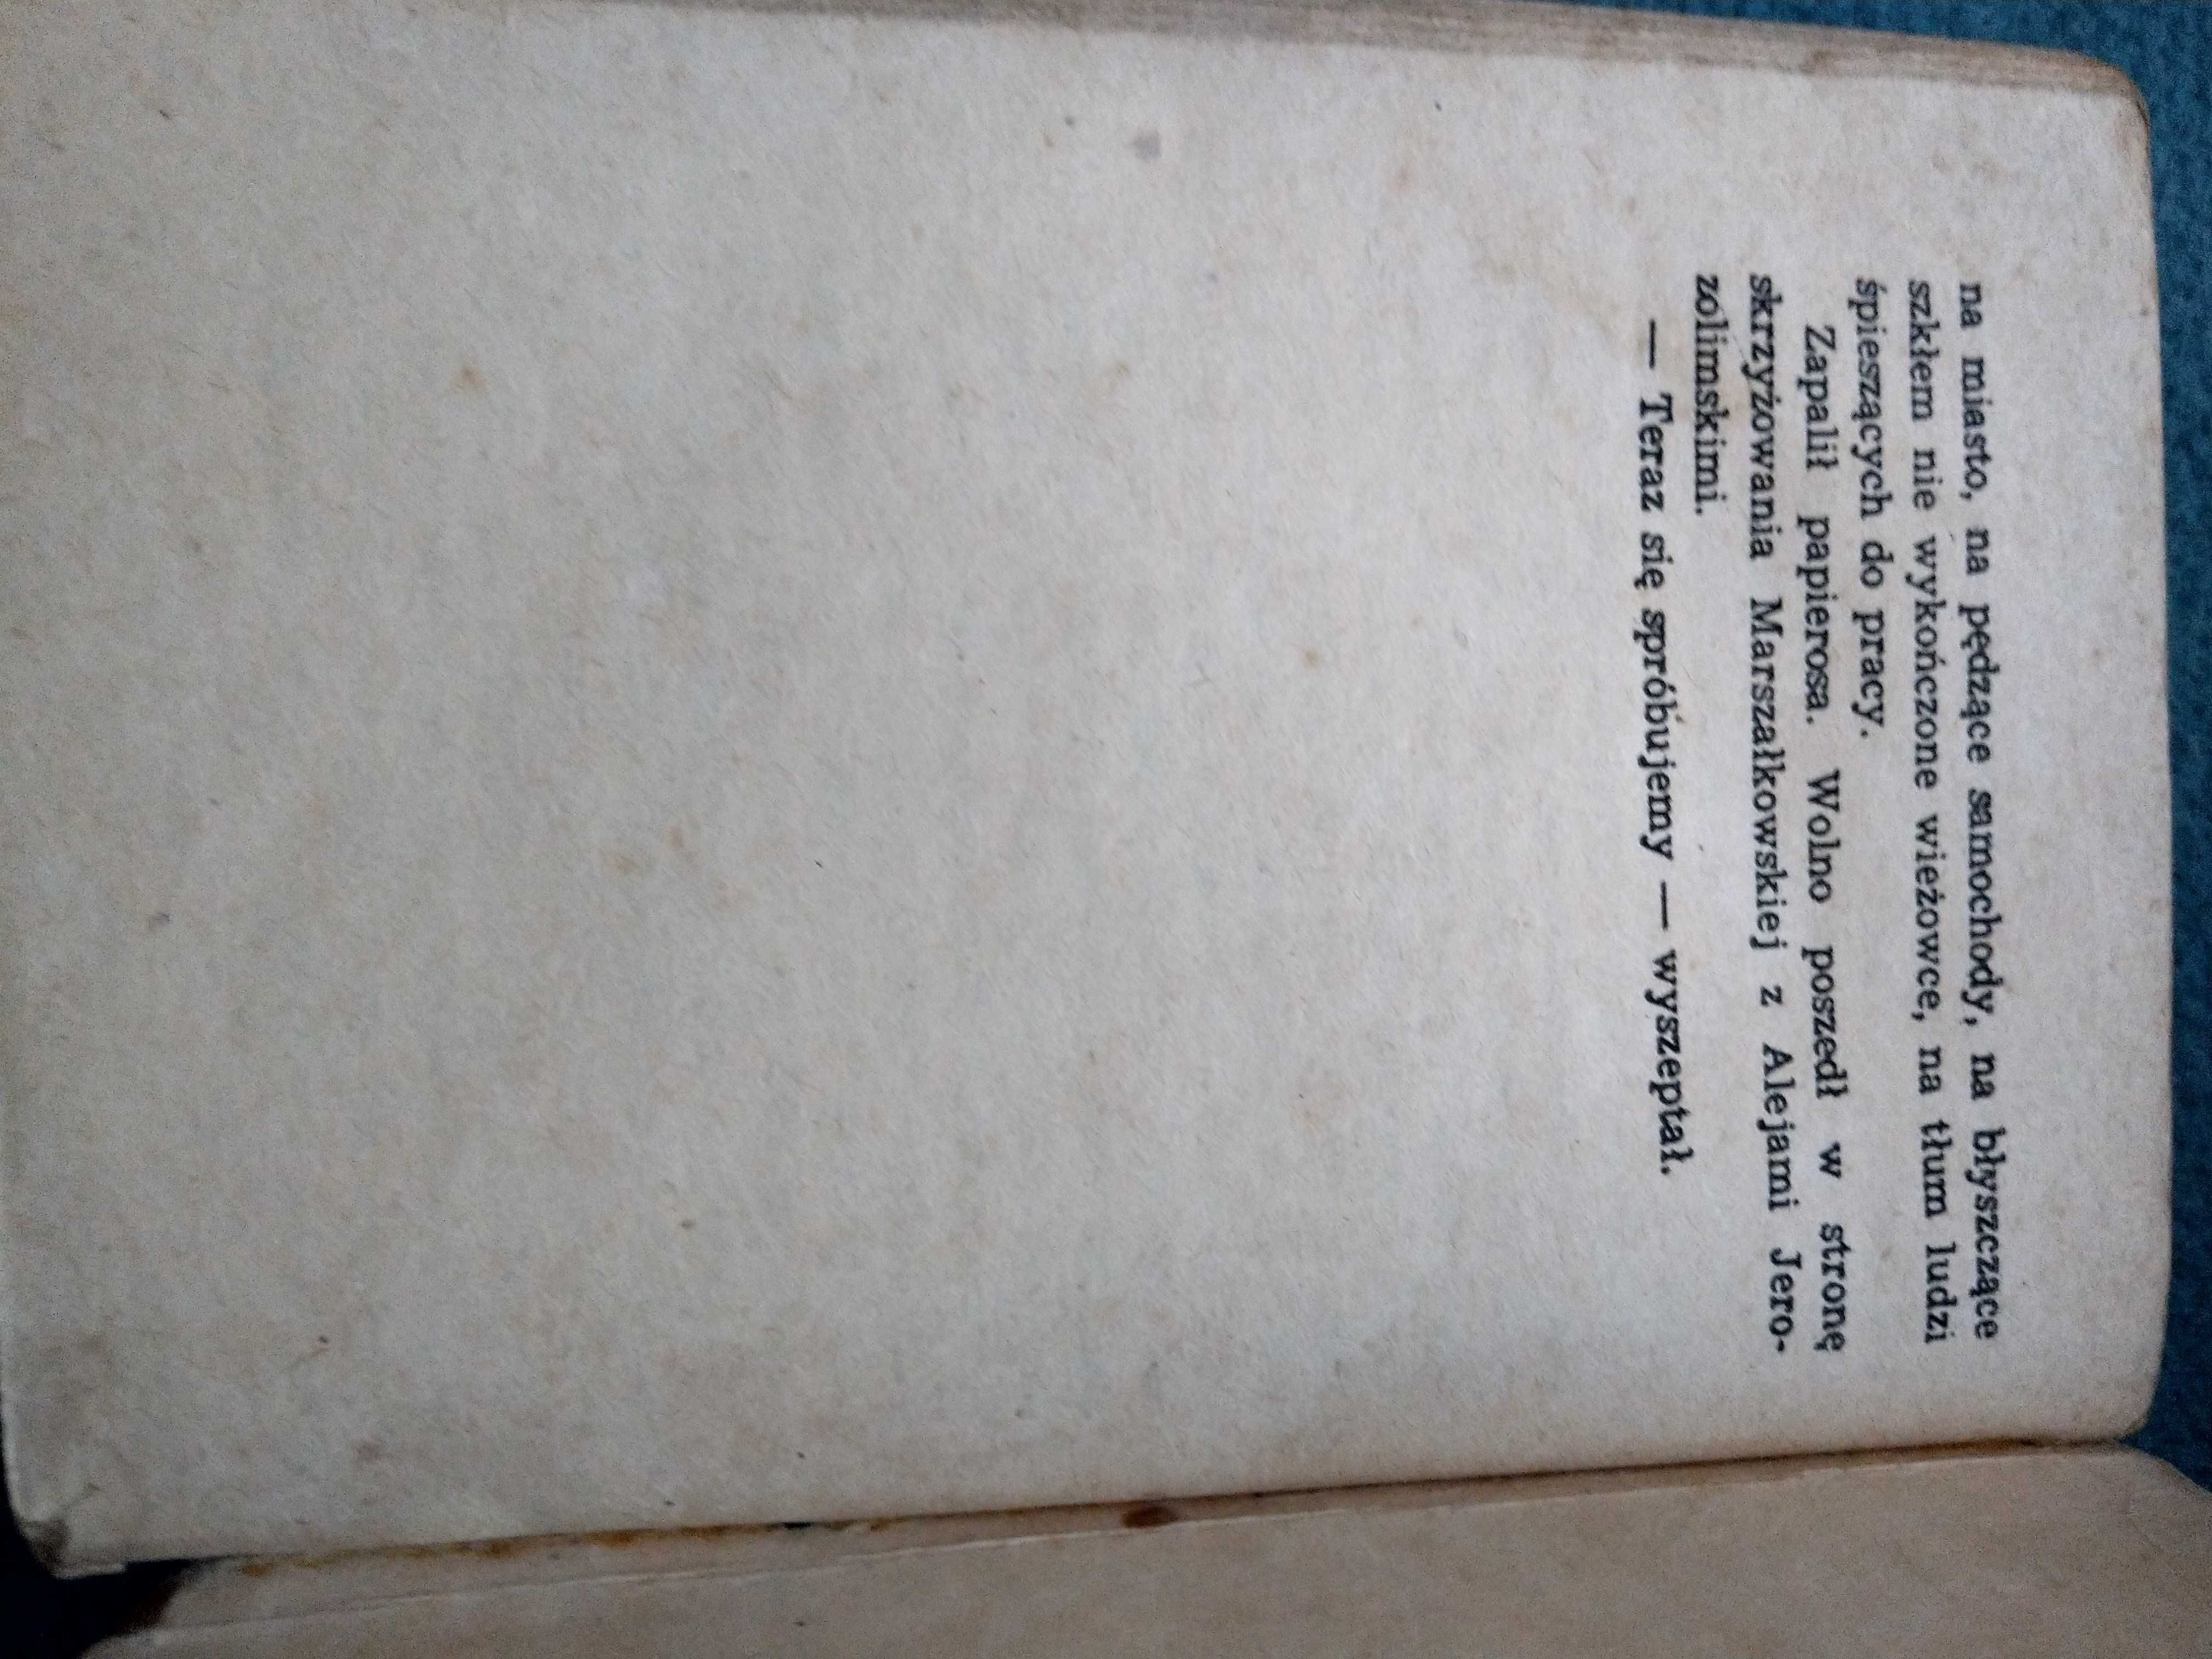 na miasto, na pędzące samochody, na błyszczące
szkłem nie wykończone wieżowce, na tłum ludzi
śpieszących do pracy.
Zapalił papierosa. Wolno poszedł w stronę
skrzyżowania Marszałkowskiej z Alejami Jero-
zolimskimi.
— Teraz się spróbujemy — wyszeptał.